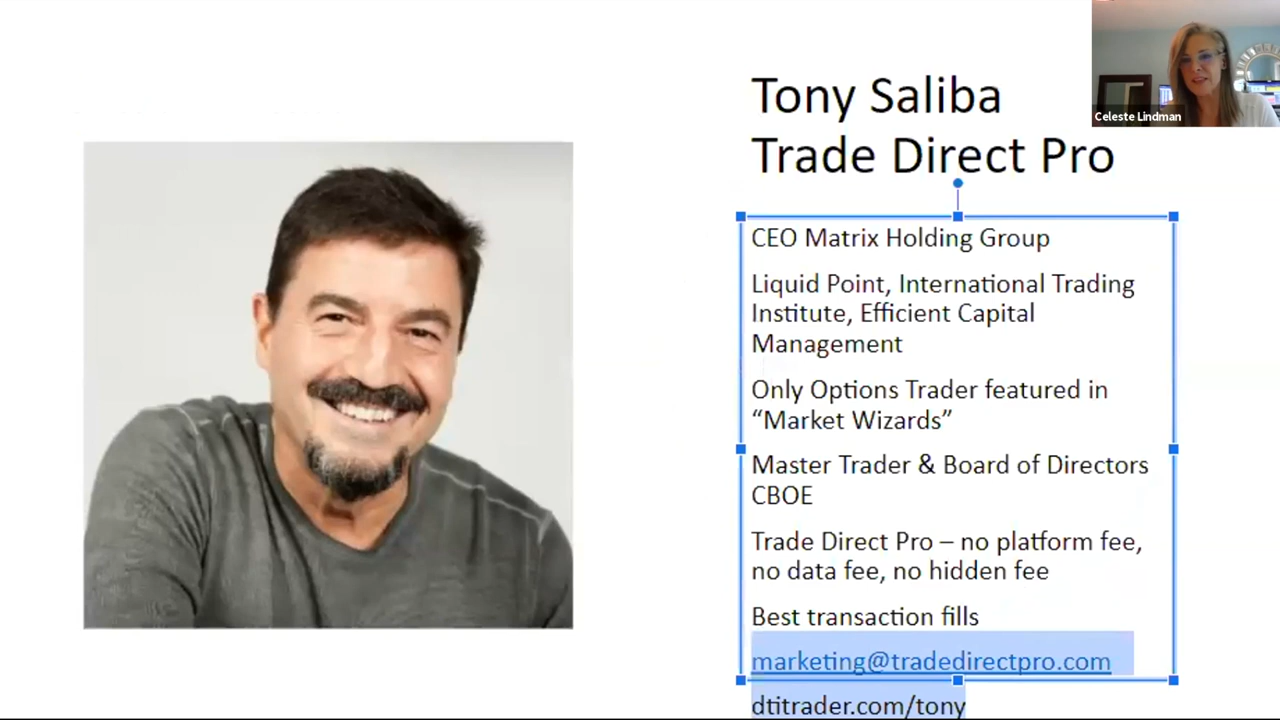 Tony Saliba
Trade Direct Pro
Celeste Lindman
CEO Matrix Holding Group
Liquid Point, International Trading
Institute, Efficient Capital
Management
Only Options Trader featured in
“Market Wizards”
Master Trader & Board of Directors
CBOE
Trade Direct Pro – no platform fee,
no data fee, no hidden fee
Best transaction fills
marketing@tradedirectpro.com
dtitrader.com/tony